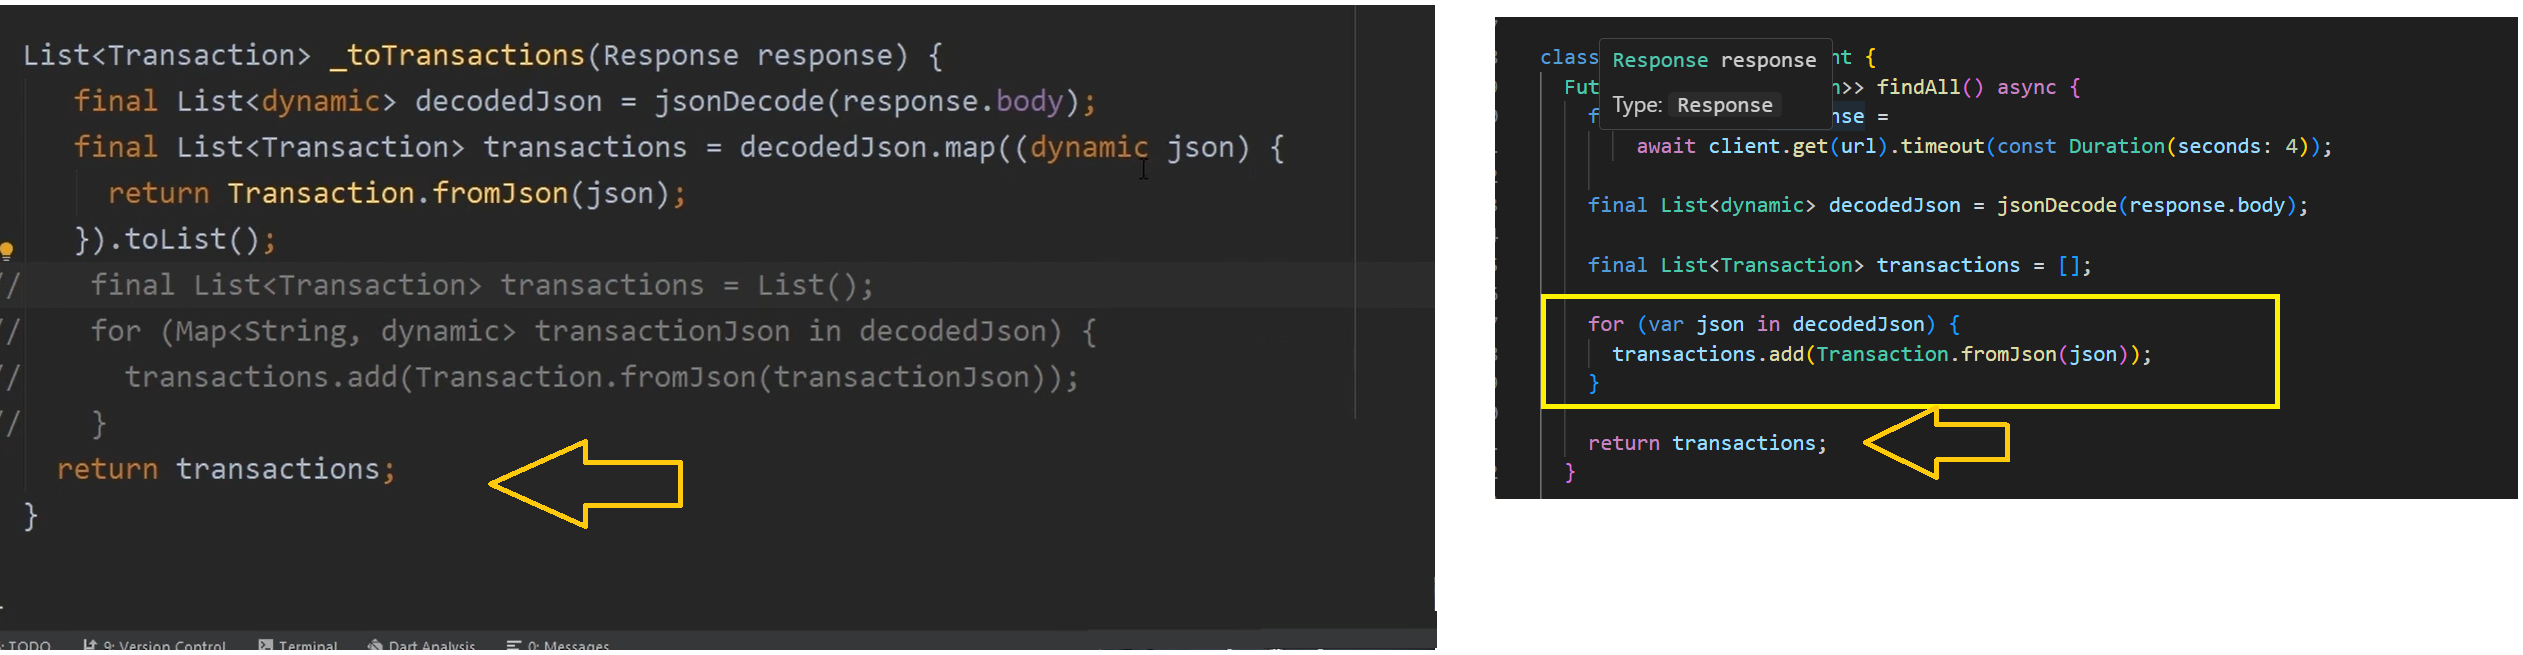 List<Transaction> _toTransactions(Response response) {
final List<dynamic> decodedJson = jsonDecode(response.body);
final List<Transaction> transactions = decodedJson.map((dynamic json) {
return Transaction.fromJson(json);
}).toList();
// final List<Transaction> transactions = List();
// for (Map<String, dynamic> transactionJson in decodedJson) {
// transactions.add(Transaction.fromJson(transactionJson));
// }
return transactions;
}
TODO
9: Version Control
Terminal
Dart Analysis
0: Messages
class
nt {
Response response
Type: Response
Fut
n>> findAll() async {
f
nse =
await client.get(url).timeout(const Duration(seconds: 4));
final List<dynamic> decodedJson = jsonDecode(response.body);
final List<Transaction> transactions = [];
for (var json in decodedJson) {
transactions.add(Transaction.fromJson(json));
}
return transactions;
}